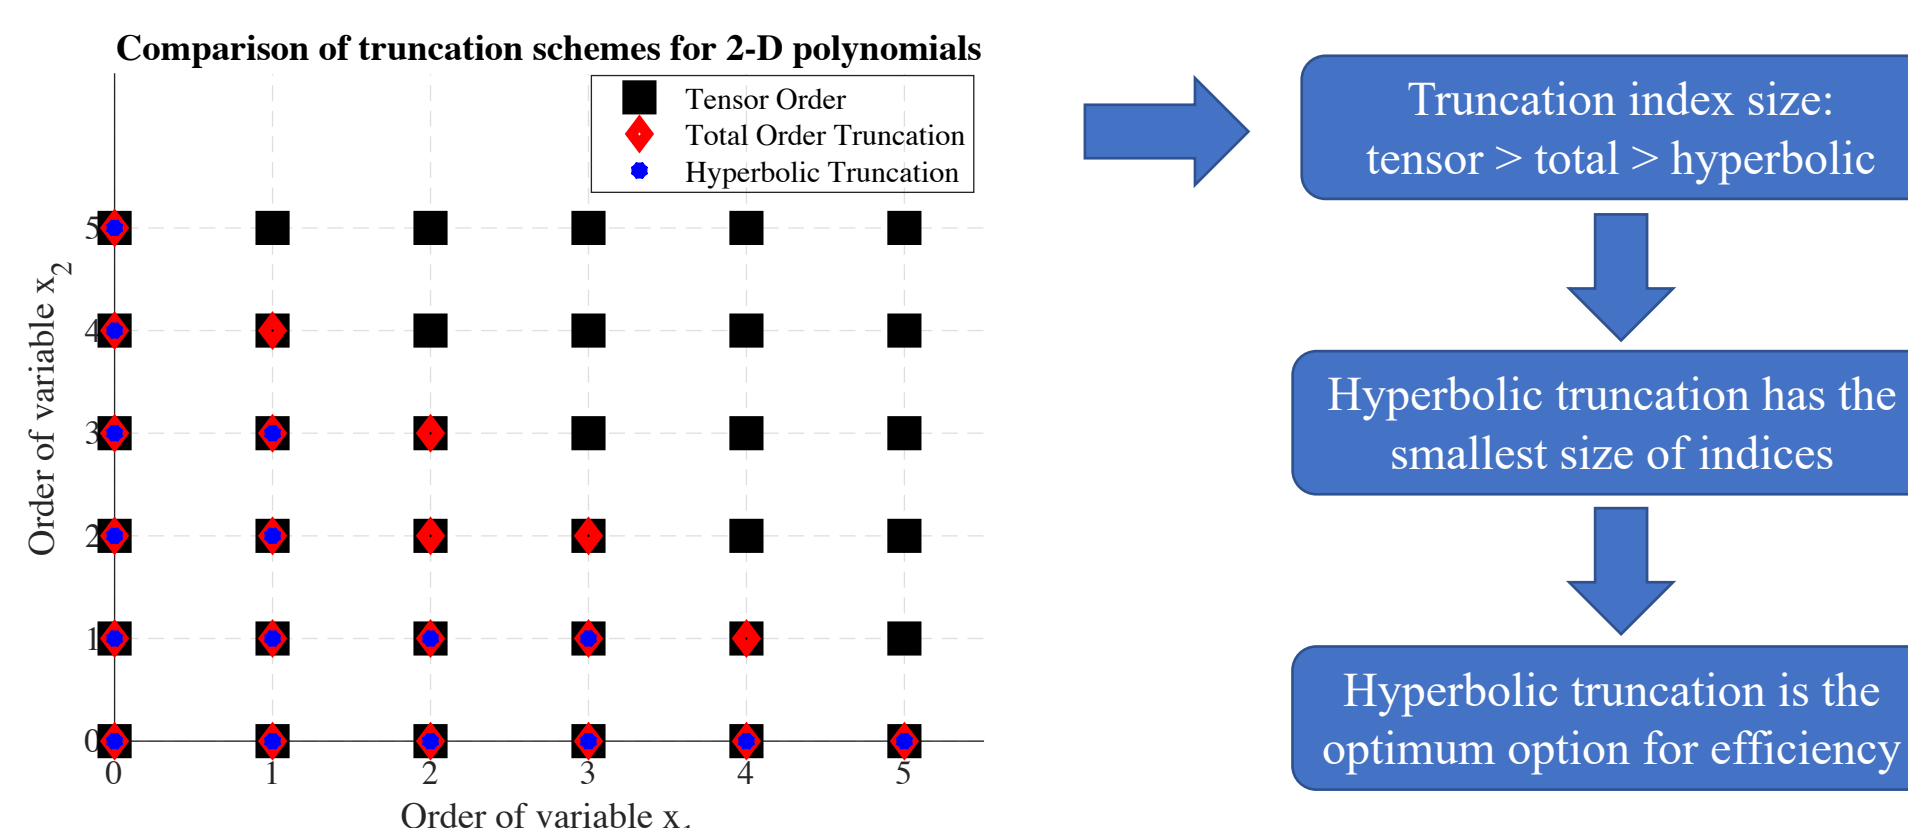 Comparison of truncation schemes for 2-D polynomials
Tensor Order
Total Order Truncation
Hyperbolic Truncation
5
4
3
2
1
0
0 1 2 3 4 5
Order of variable x2
Order of variable x
Truncation index size:
tensor > total > hyperbolic
Hyperbolic truncation has the
smallest size of indices
Hyperbolic truncation is the
optimum option for efficiency